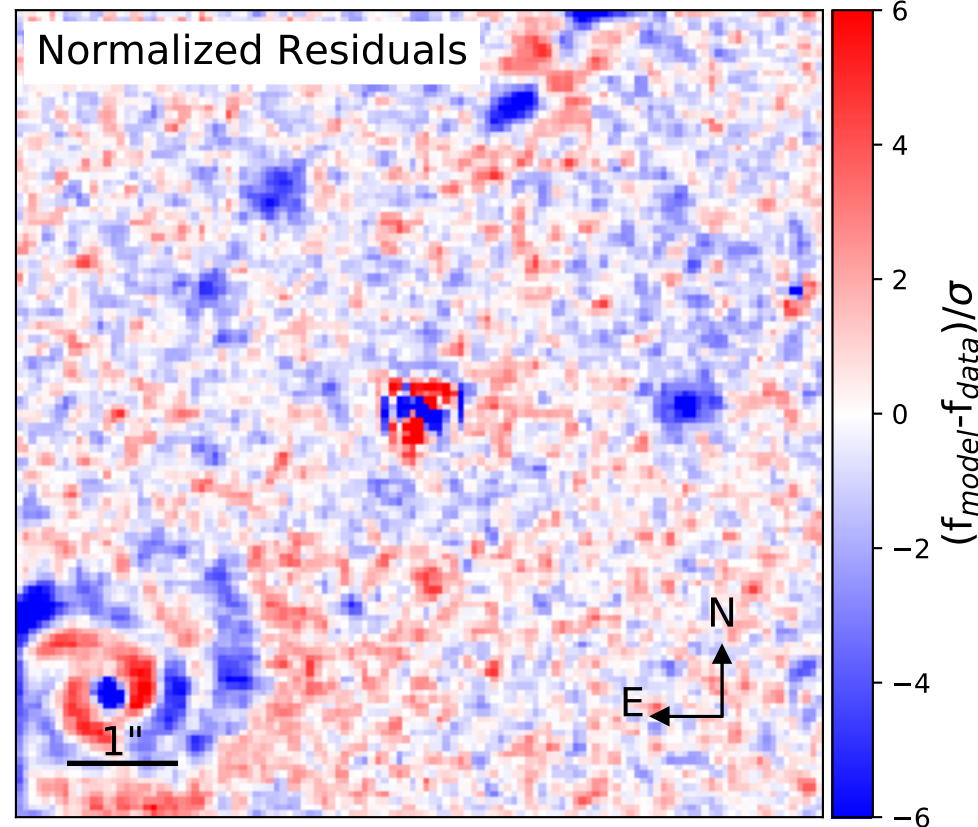 Normalized Residuals
6
4
2
0
−2
−4
−6
(f_model-f_data)/σ
N
E
1"